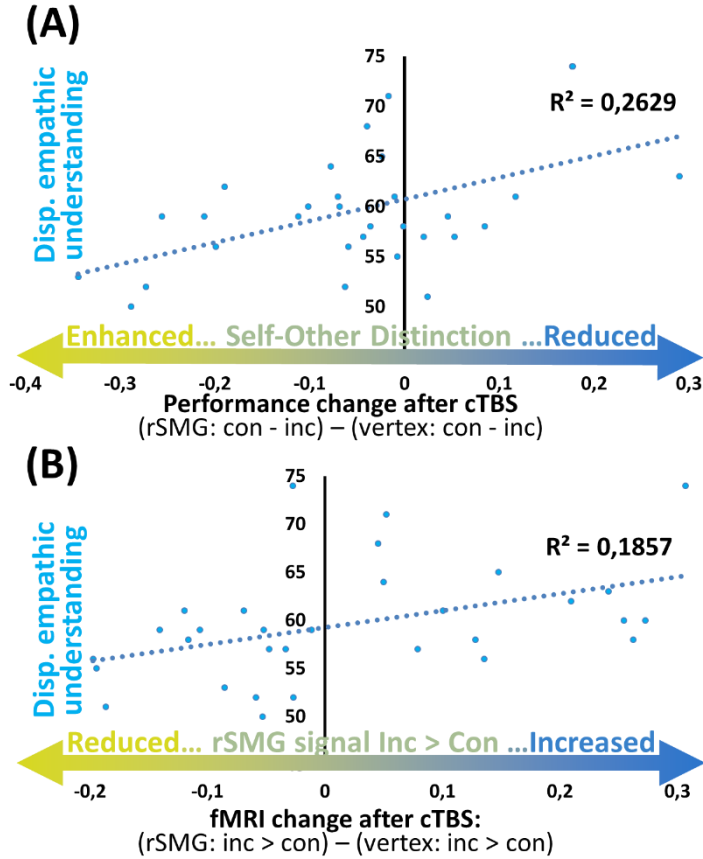 (A)
Disp. empathic
understanding
75
70
65
60
55
50
R² = 0,2629
Enhanced... Self-Other Distinction ...Reduced
-0,4 -0,3 -0,2 -0,1 0 0,1 0,2 0,3
Performance change after cTBS
(rSMG: con - inc) – (vertex: con - inc)
(B)
Disp. empathic
understanding
75
70
65
60
55
50
R² = 0,1857
Reduced... rSMG signal Inc > Con ...Increased
-0,2 -0,1 0 0,1 0,2 0,3
fMRI change after cTBS:
(rSMG: inc > con) – (vertex: inc > con)